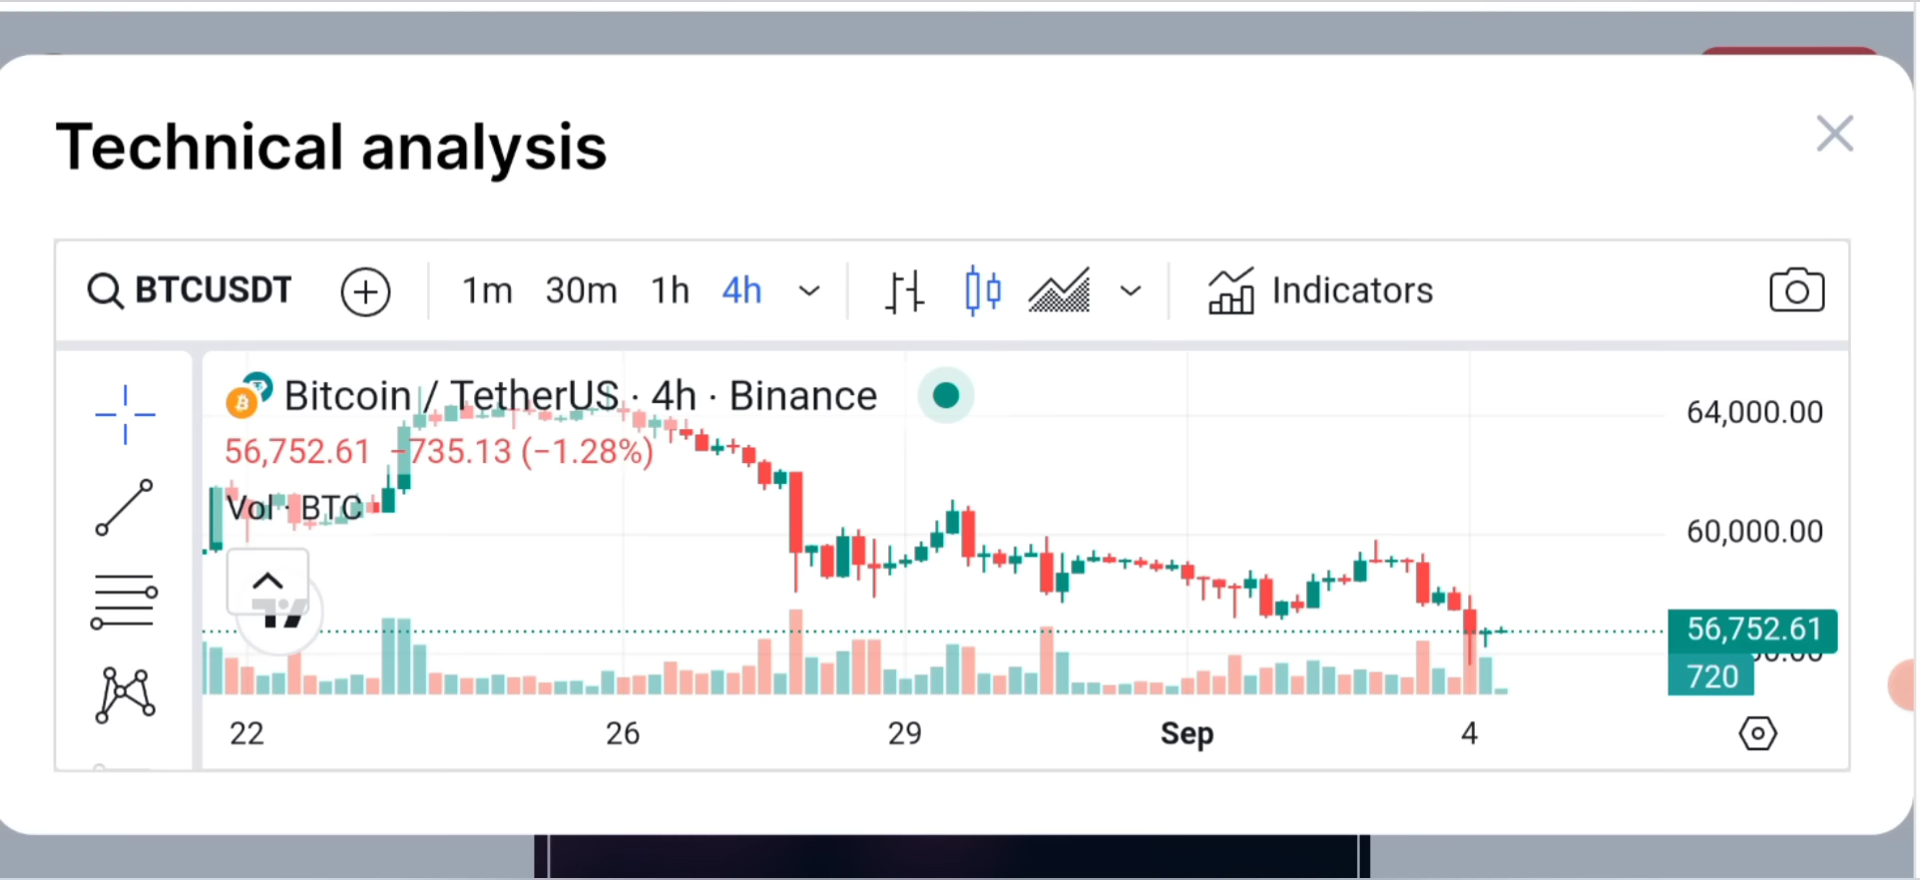 Technical analysis
BTCUSDT 1m 30m 1h 4h Indicators
Bitcoin / TetherUS · 4h · Binance
56,752.61 −735.13 (−1.28%)
Vol · BTC
64,000.00
60,000.00
56,752.61
720
22 26 29 Sep 4